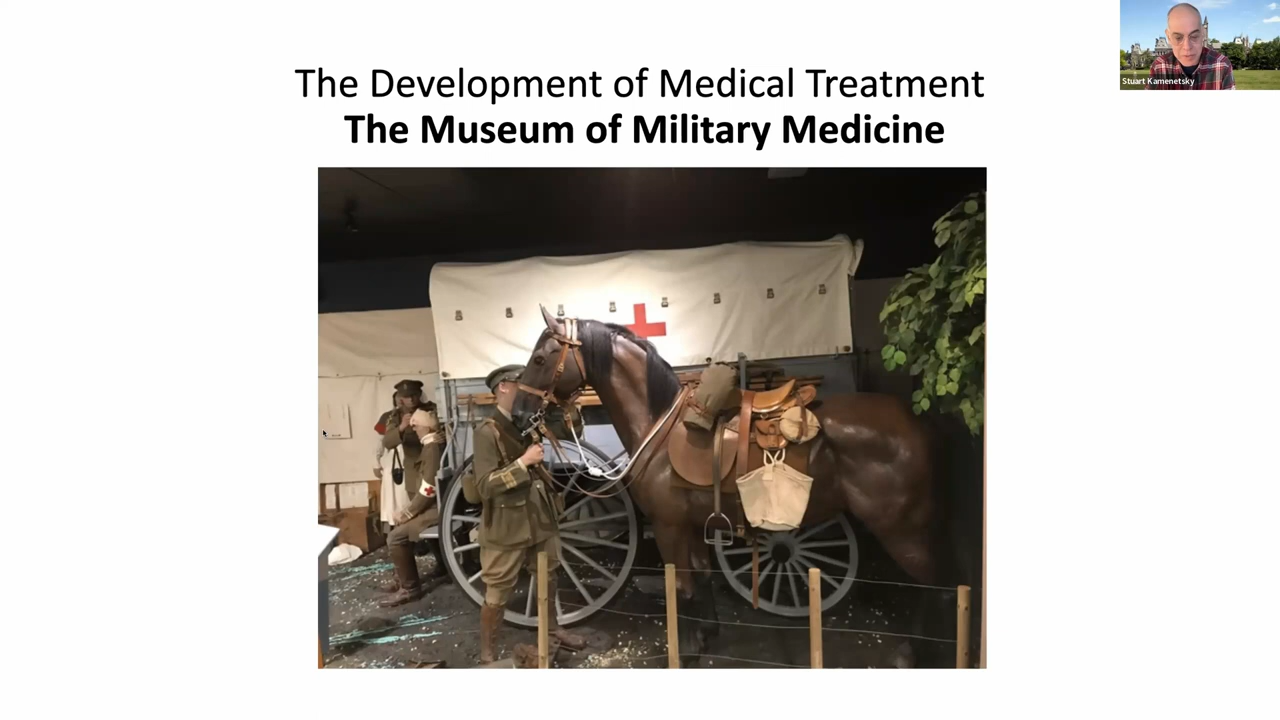 The Development of Medical Treatment
The Museum of Military Medicine
Stuart Kamenetsky